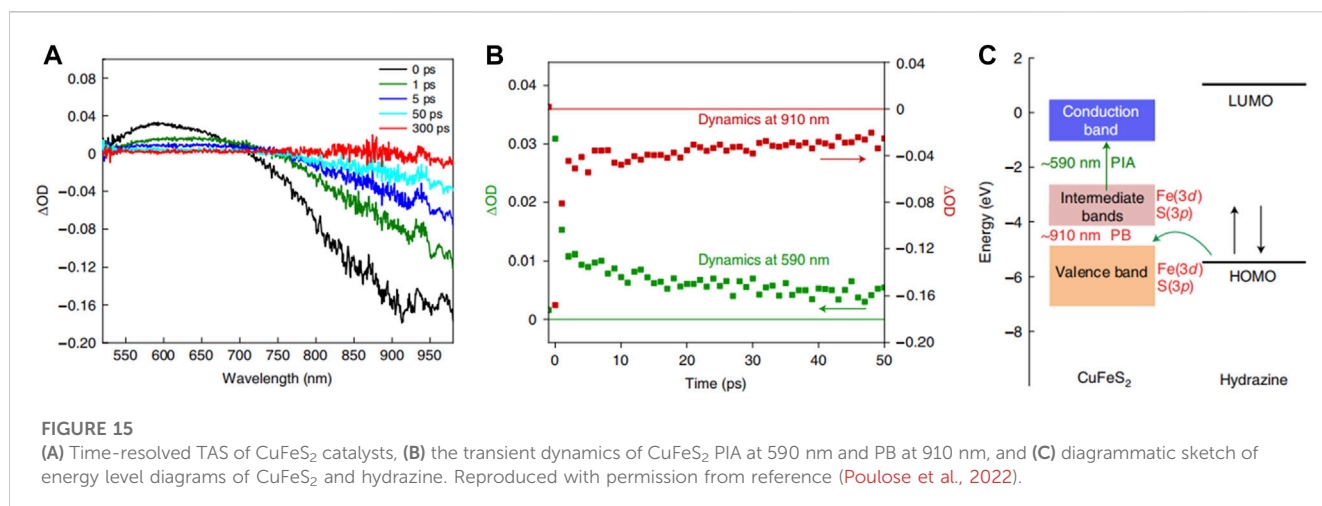 A
0.08
0.04
0
−0.04
−0.08
−0.12
−0.16
−0.20
ΔOD
0 ps
1 ps
5 ps
50 ps
300 ps
550 600 650 700 750 800 850 900 950
Wavelength (nm)
B
0.04
0.03
0.02
0.01
0
ΔOD
Dynamics at 910 nm
Dynamics at 590 nm
0.04
0
−0.04
−0.08
−0.12
−0.16
−0.20
ΔOD
0 10 20 30 40 50
Time (ps)
C
2
0
−2
−4
−6
−8
Energy (eV)
Conduction
band
~590 nm PIA
Intermediate
bands
Fe(3d)
S(3p)
~910 nm PB
Valence band
Fe(3d)
S(3p)
LUMO
HOMO
CuFeS₂
Hydrazine
FIGURE 15
(A) Time-resolved TAS of CuFeS₂ catalysts, (B) the transient dynamics of CuFeS₂ PIA at 590 nm and PB at 910 nm, and (C) diagrammatic sketch of
energy level diagrams of CuFeS₂ and hydrazine. Reproduced with permission from reference (Poulose et al., 2022).